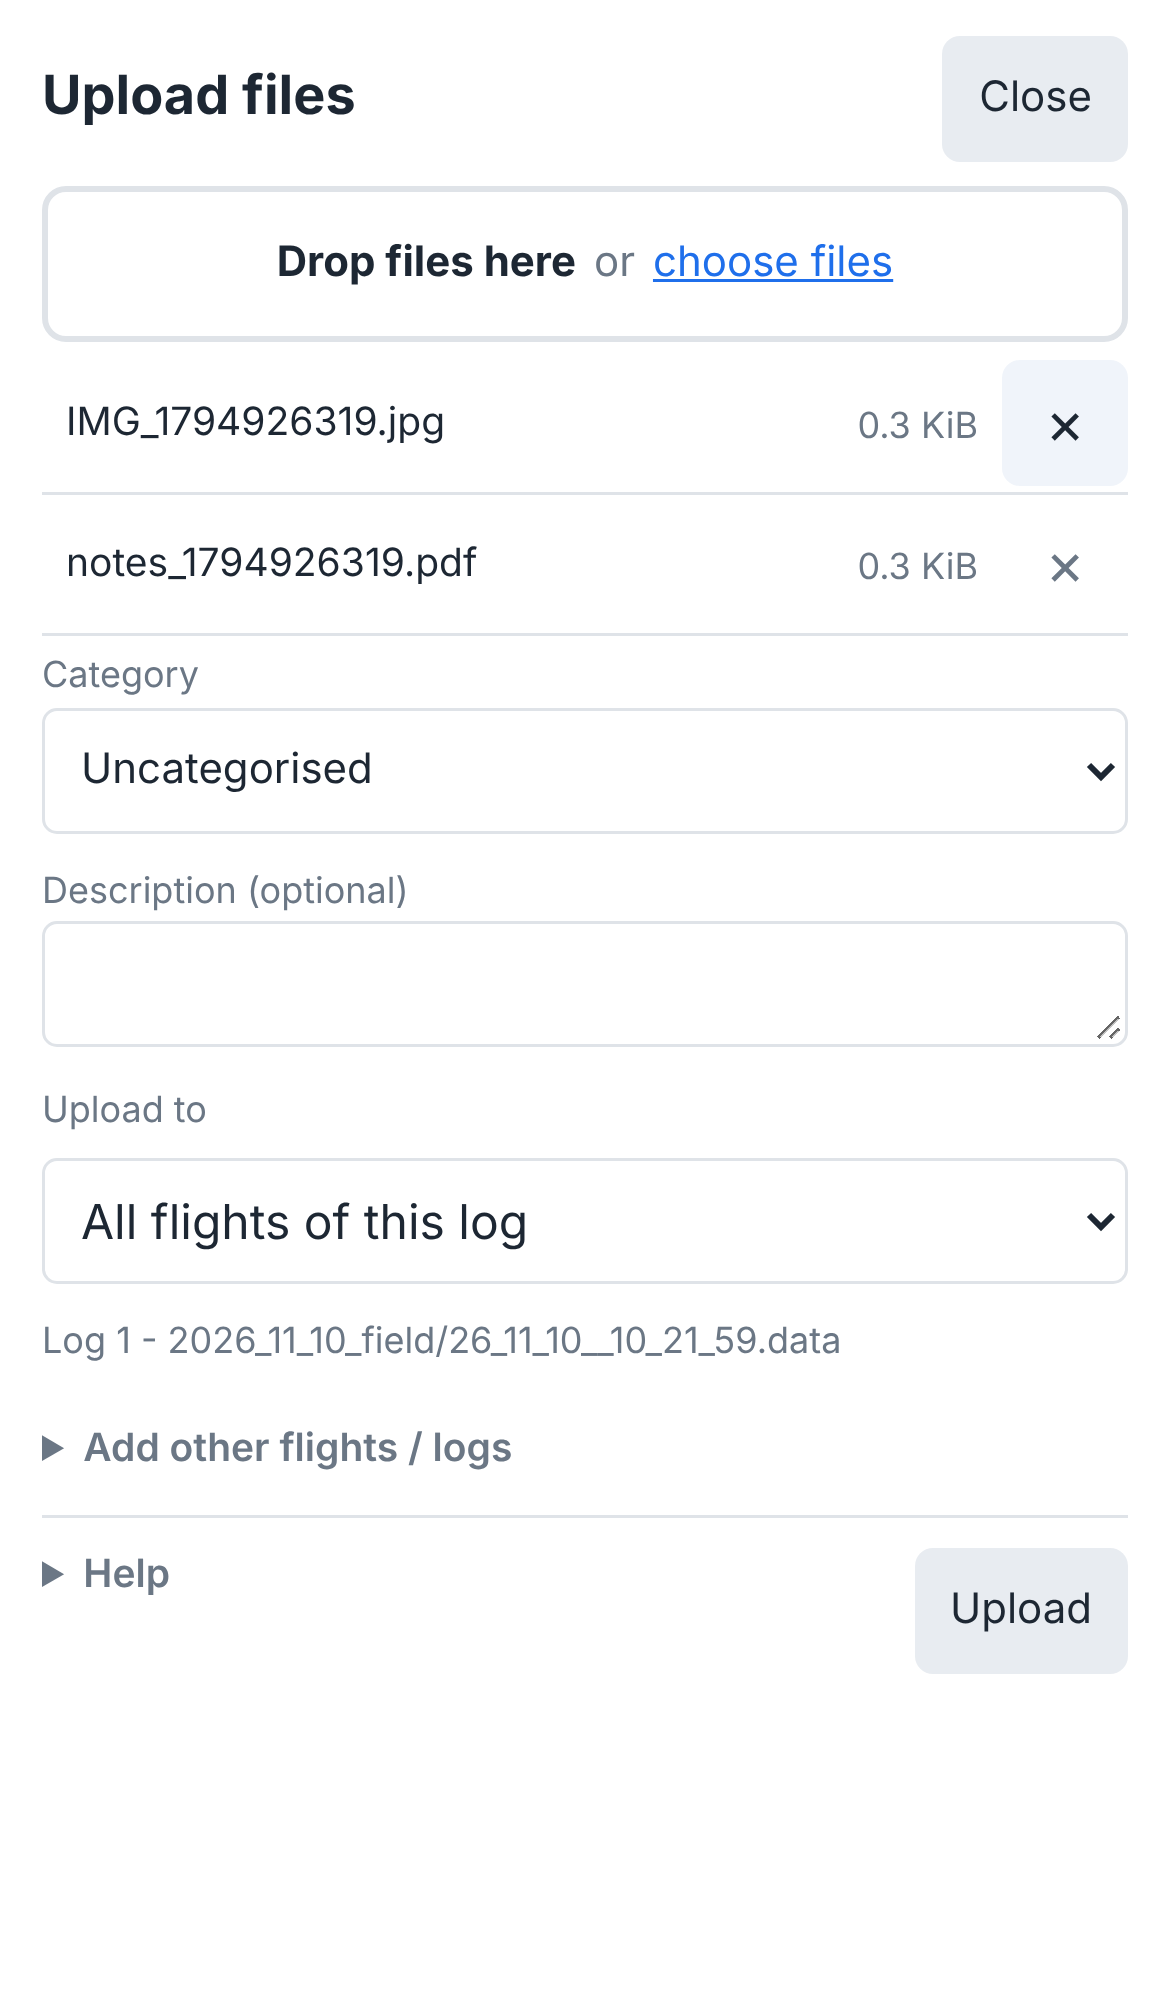 Upload files
Close
Drop files here or choose files
IMG_1794926319.jpg 0.3 KiB ×
notes_1794926319.pdf 0.3 KiB ×
Category
Uncategorised
Description (optional)
Upload to
All flights of this log
Log 1 - 2026_11_10_field/26_11_10__10_21_59.data
Add other flights / logs
Help
Upload